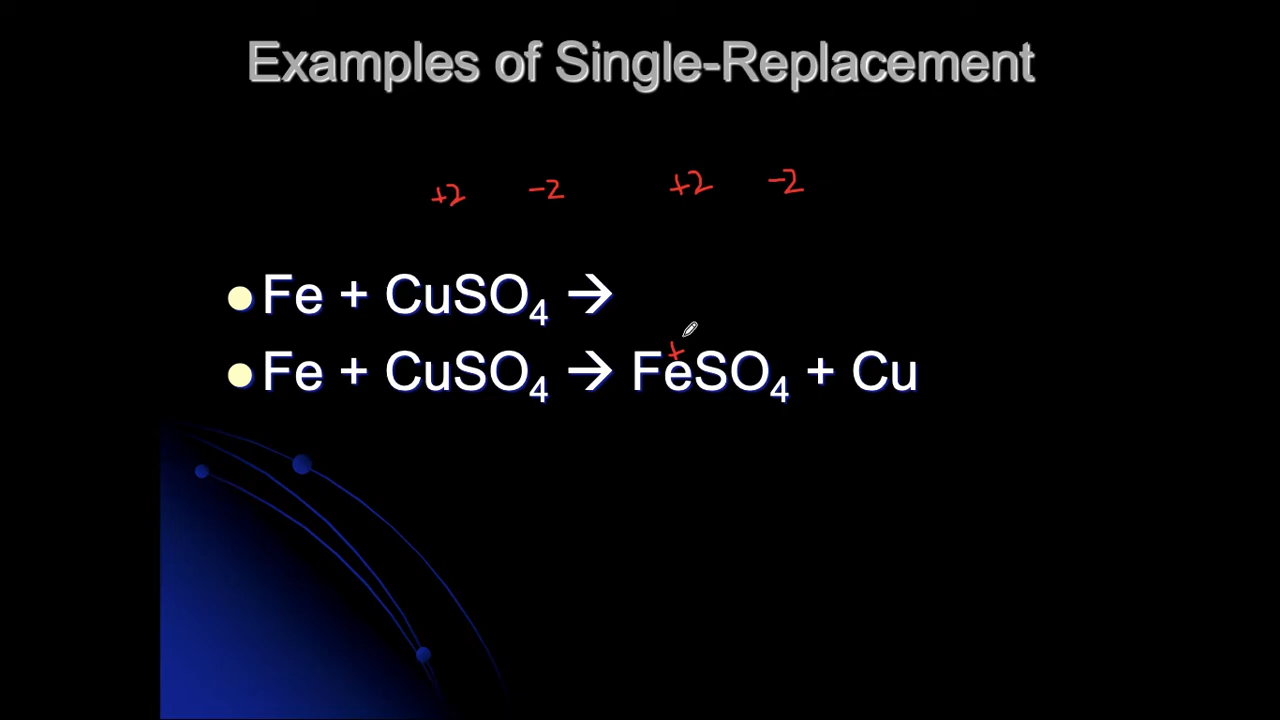 Examples of Single-Replacement
+2 -2 +2 -2
● Fe + CuSO₄ →
+
● Fe + CuSO₄ → FeSO₄ + Cu